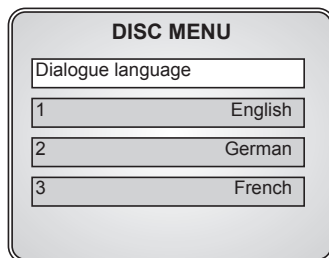 DISC MENU
Dialogue language
1 English
2 German
3 French